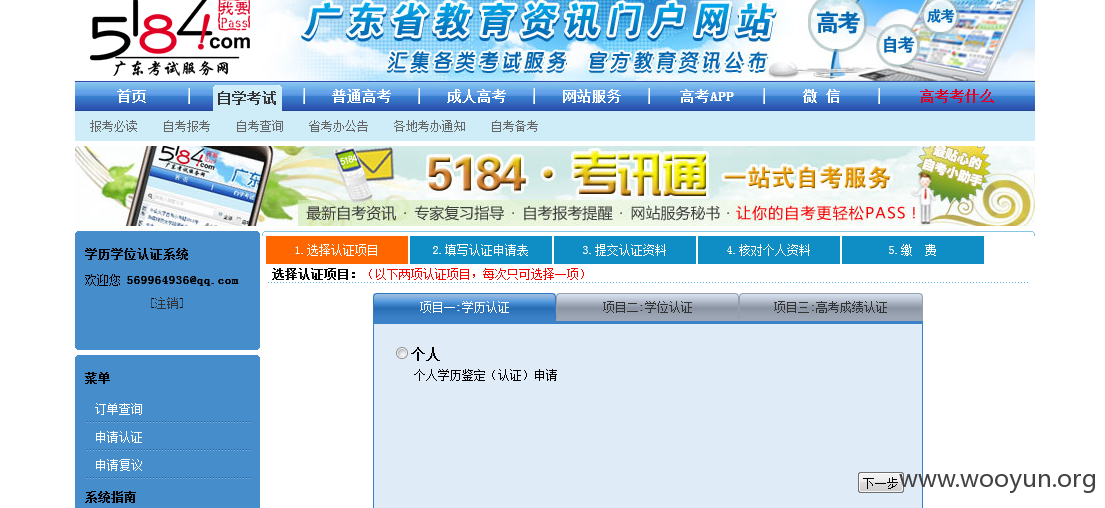 5184.com
我要Pass!
广东考试服务网
广东省教育资讯门户网站
汇集各类考试服务 官方教育资讯公布
高考
自考
成考
首页 | 自学考试 | 普通高考 | 成人高考 | 网站服务 | 高考APP | 微 信 | 高考考什么
自考必读 自考报考 自考查询 省考办公告 各地考办通知 自考备考
5184·考讯通 一站式自考服务
最贴心的
自考小助手
最新自考资讯 · 专家复习指导 · 自考报考提醒 · 网站服务秘书 · 让你的自考更轻松PASS！
学历学位认证系统
欢迎您 569964936@qq.com
[注销]
菜单
订单查询
申请认证
申请复议
系统指南
1.选择认证项目 2.填写认证申请表 3.提交认证资料 4.核对个人资料 5.缴 费
选择认证项目：（以下两项认证项目，每次只可选择一项）
项目一:学历认证 项目二:学位认证 项目三:高考成绩认证
个人
个人学历鉴定（认证）申请
下一步
www.wooyun.org